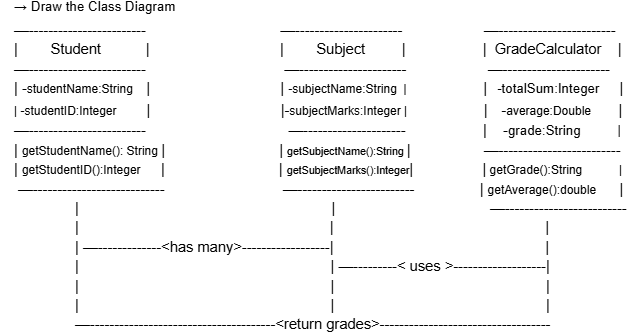 → Draw the Class Diagram
Student Subject GradeCalculator
-studentName:String -subjectName:String -totalSum:Integer
-studentID:Integer -subjectMarks:Integer -average:Double
-grade:String
getStudentName(): String getSubjectName():String getGrade():String
getStudentID():Integer getSubjectMarks():Integer getAverage():double
<has many>
< uses >
<return grades>